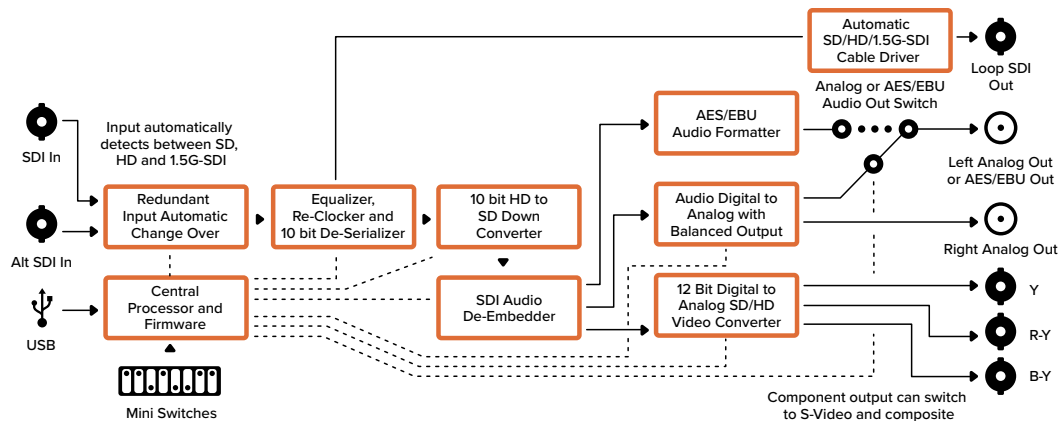 Automatic
SD/HD/1.5G-SDI
Cable Driver
Loop SDI
Out
Analog or AES/EBU
Audio Out Switch
AES/EBU
Audio Formatter
SDI In
Input automatically
detects between SD,
HD and 1.5G-SDI
Left Analog Out
or AES/EBU Out
Redundant
Input Automatic
Change Over
Equalizer,
Re-Clocker and
10 bit De-Serializer
10 bit HD to
SD Down
Converter
Audio Digital to
Analog with
Balanced Output
Alt SDI In
Right Analog Out
Central
Processor and
Firmware
SDI Audio
De-Embedder
12 Bit Digital to
Analog SD/HD
Video Converter
Y
USB
R-Y
B-Y
Mini Switches
Component output can switch
to S-Video and composite